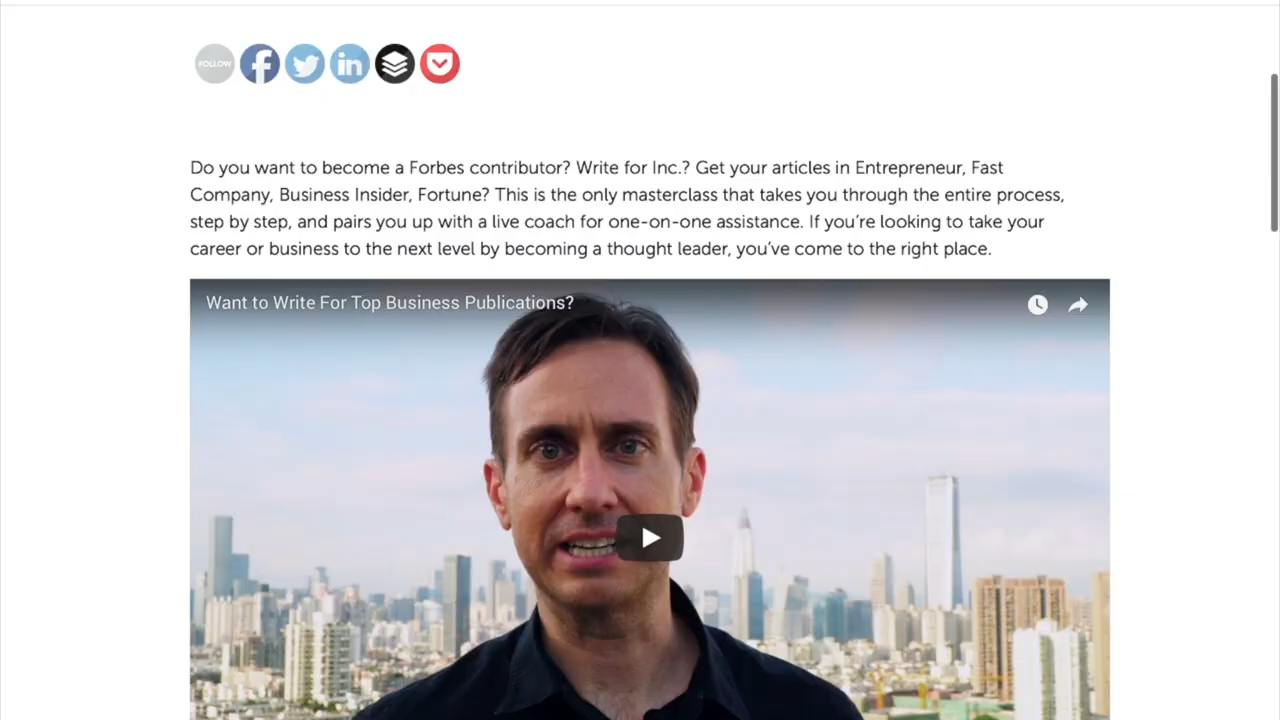 FOLLOW
Do you want to become a Forbes contributor? Write for Inc.? Get your articles in Entrepreneur, Fast
Company, Business Insider, Fortune? This is the only masterclass that takes you through the entire process,
step by step, and pairs you up with a live coach for one-on-one assistance. If you’re looking to take your
career or business to the next level by becoming a thought leader, you’ve come to the right place.
Want to Write For Top Business Publications?